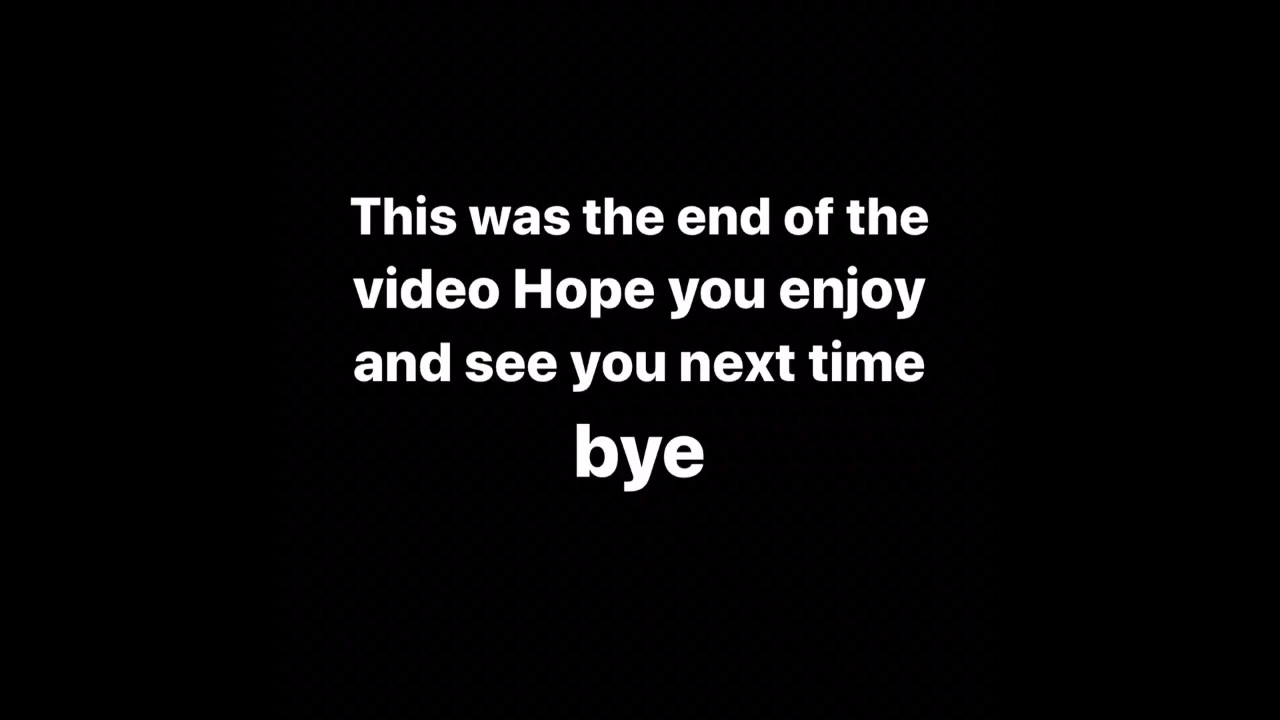 This was the end of the
video Hope you enjoy
and see you next time
bye